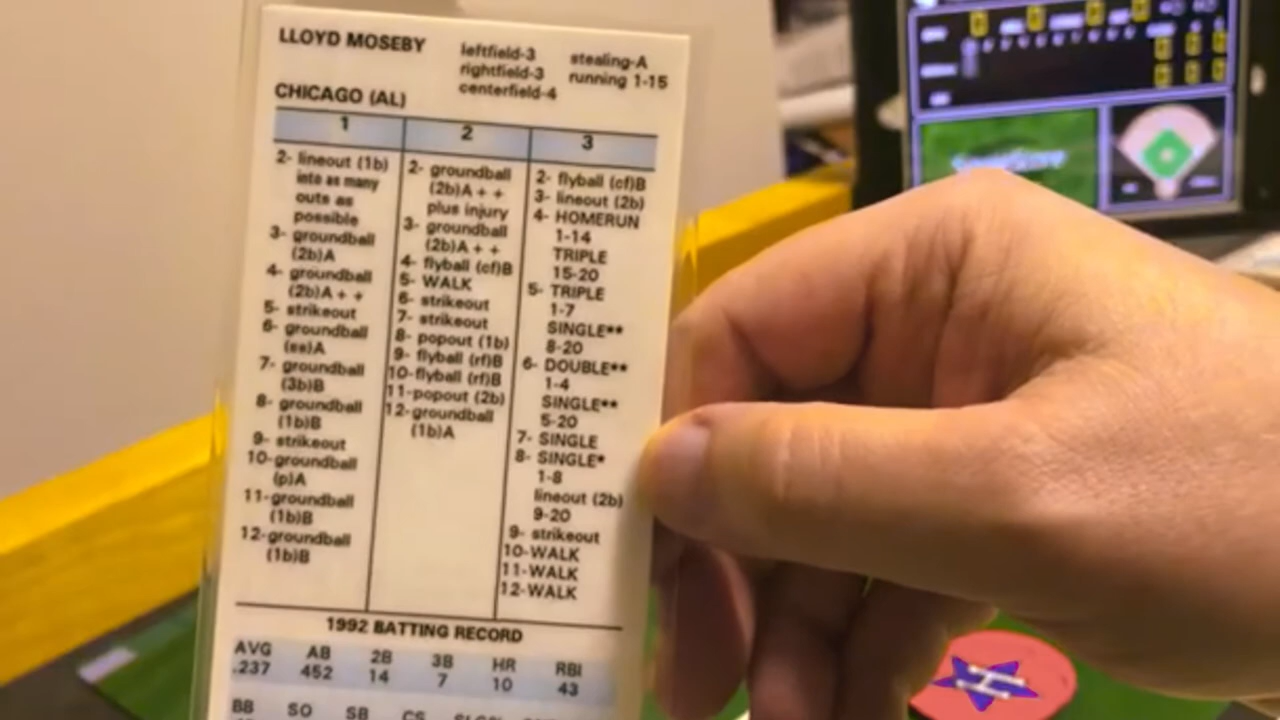 LLOYD MOSEBY
leftfield-3
rightfield-3
centerfield-4
stealing-A
running 1-15
CHICAGO (AL)
1
2- lineout (1b)
into as many
outs as
possible
3- groundball
(2b)A
4- groundball
(2b)A++
5- strikeout
6- groundball
(ss)A
7- groundball
(3b)B
8- groundball
(1b)B
9- strikeout
10-groundball
(p)A
11-groundball
(1b)B
12-groundball
(1b)B
2
2- groundball
(2b)A++
plus injury
3- groundball
(2b)A++
4- flyball (cf)B
5- WALK
6- strikeout
7- strikeout
8- popout (1b)
9- flyball (rf)B
10-flyball (rf)B
11-popout (2b)
12-groundball
(1b)A
3
2- flyball (cf)B
3- lineout (2b)
4- HOMERUN
1-14
TRIPLE
15-20
5- TRIPLE
1-7
SINGLE**
8-20
6- DOUBLE**
1-4
SINGLE**
5-20
7- SINGLE
8- SINGLE*
1-8
lineout (2b)
9-20
9- strikeout
10-WALK
11-WALK
12-WALK
1992 BATTING RECORD
AVG AB 2B 3B HR RBI
.237 452 14 7 10 43
BB SO SB CS